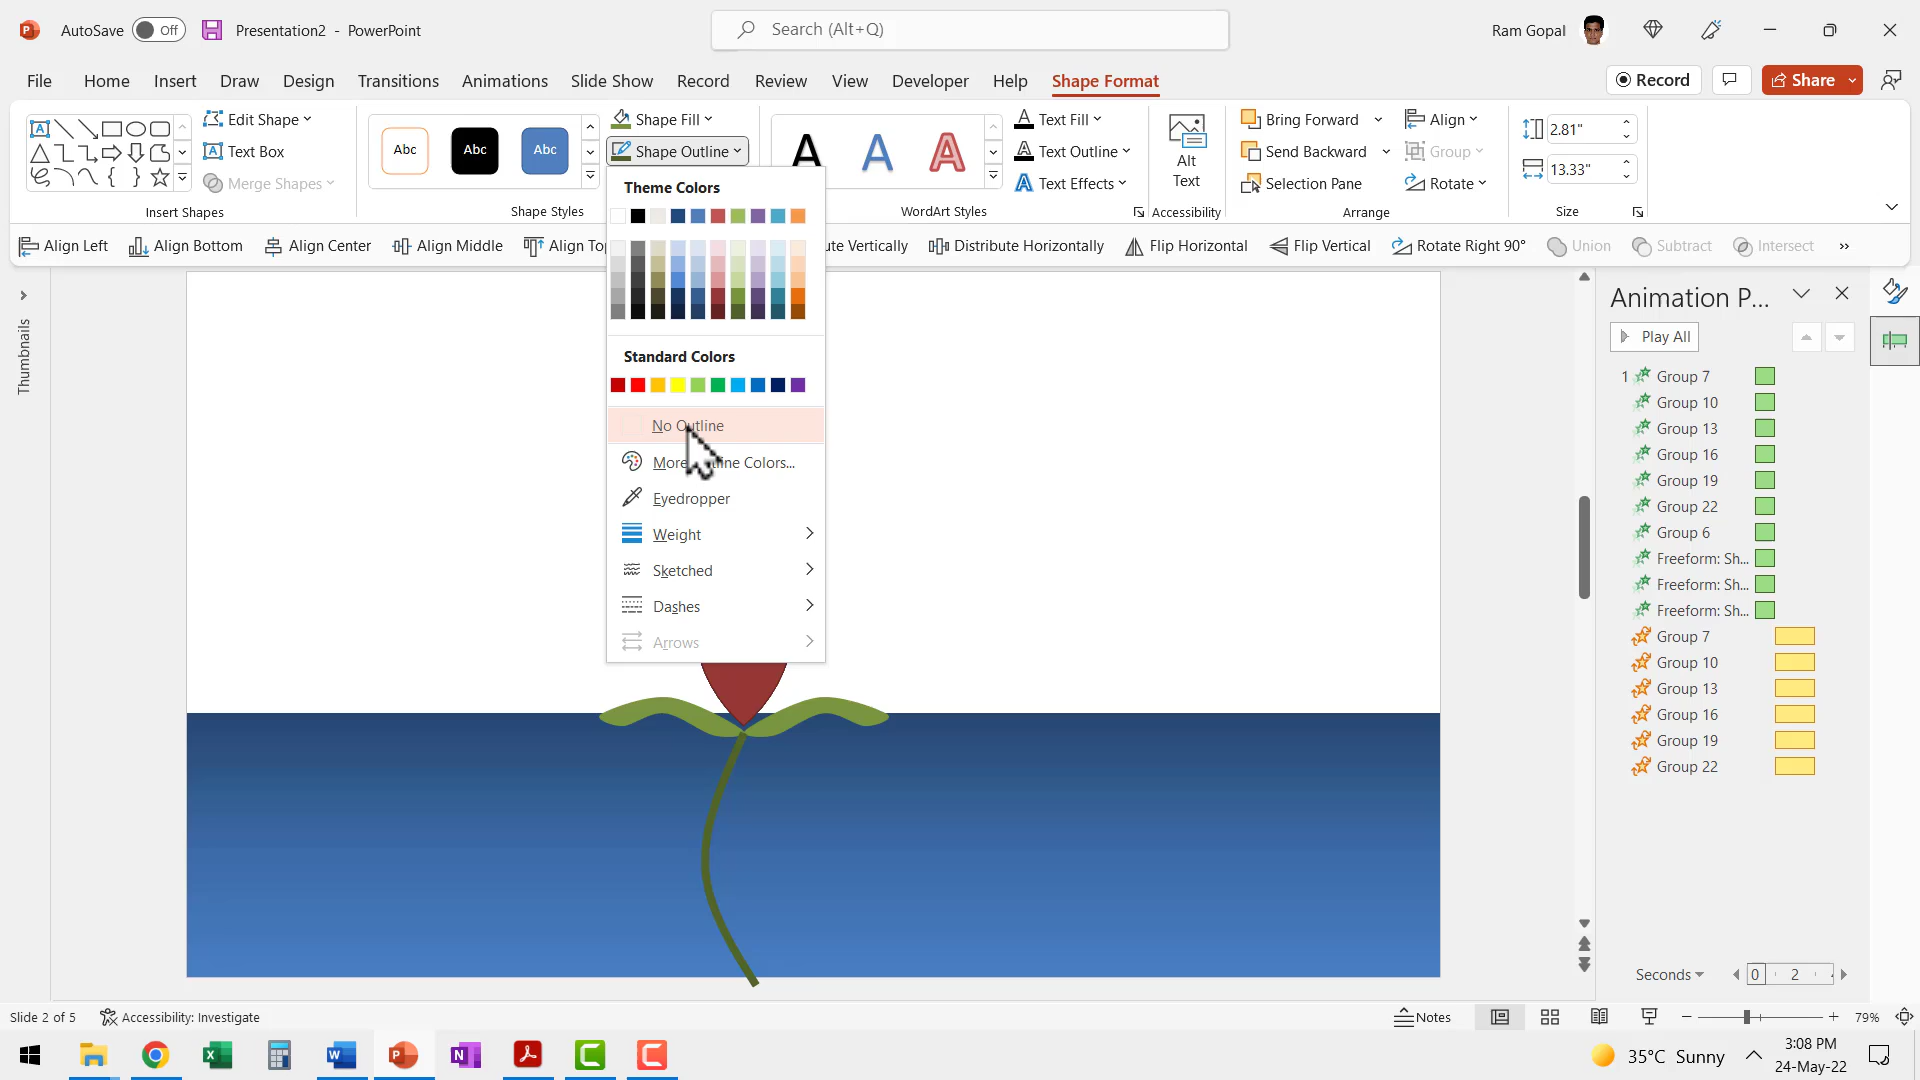 AutoSave Off Presentation2 - PowerPoint Search (Alt+Q) Ram Gopal
File Home Insert Draw Design Transitions Animations Slide Show Record Review View Developer Help Shape Format Record Share
Edit Shape
Text Box
Merge Shapes
Insert Shapes
Abc Abc Abc
Shape Styles
Shape Fill
Shape Outline
A A A
WordArt Styles
Text Fill
Text Outline
Text Effects
Alt
Text
Accessibility
Bring Forward
Send Backward
Selection Pane
Align
Group
Rotate
Arrange
2.81"
13.33"
Size
Align Left Align Bottom Align Center Align Middle Distribute Horizontally Flip Horizontal Flip Vertical Rotate Right 90° Union Subtract Intersect
Theme Colors
Standard Colors
No Outline
Eyedropper
Weight
Sketched
Dashes
Arrows
Thumbnails
Animation P...
Play All
1 Group 7
Group 10
Group 13
Group 16
Group 19
Group 22
Group 6
Freeform: Sh...
Freeform: Sh...
Freeform: Sh...
Group 7
Group 10
Group 13
Group 16
Group 19
Group 22
Seconds 0 2
Slide 2 of 5 Accessibility: Investigate Notes 79%
35°C Sunny
3:08 PM
24-May-22